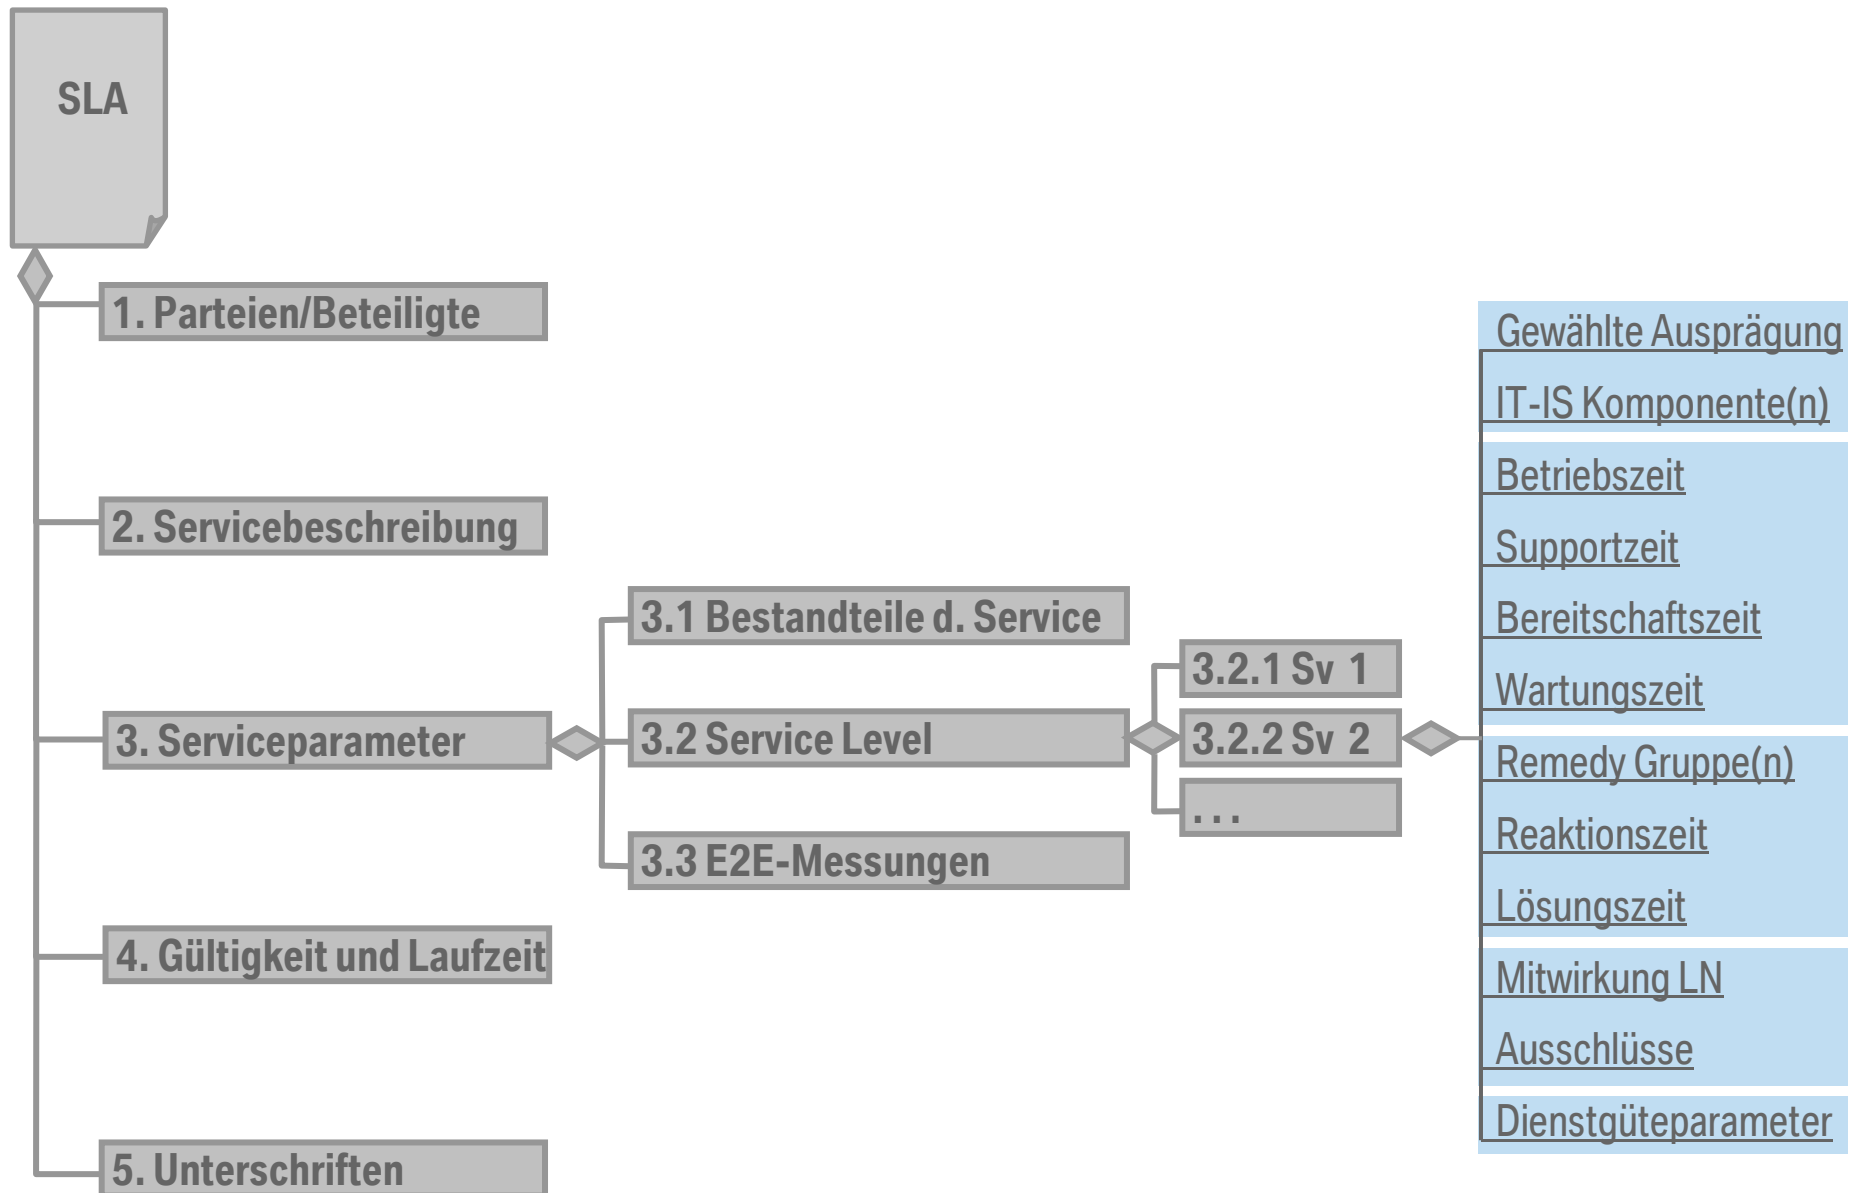 SLA
1. Parteien/Beteiligte
2. Servicebeschreibung
3. Serviceparameter
3.1 Bestandteile d. Service
3.2 Service Level
3.2.1 Sv 1
3.2.2 Sv 2
. . .
3.3 E2E-Messungen
4. Gültigkeit und Laufzeit
5. Unterschriften
Gewählte Ausprägung
IT-IS Komponente(n)
Betriebszeit
Supportzeit
Bereitschaftszeit
Wartungszeit
Remedy Gruppe(n)
Reaktionszeit
Lösungszeit
Mitwirkung LN
Ausschlüsse
Dienstgüteparameter